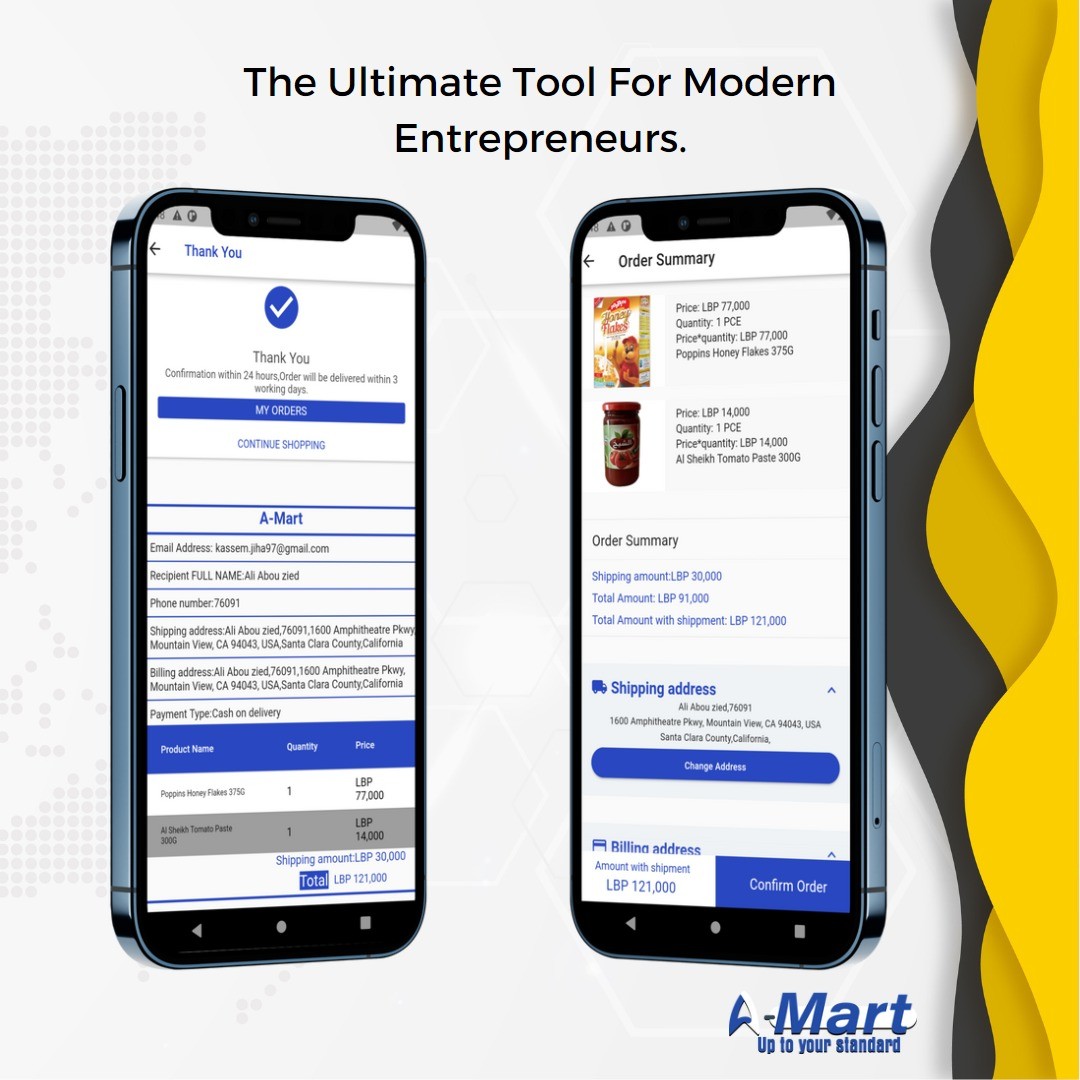 The Ultimate Tool For Modern
Entrepreneurs.
Thank You
Thank You
Confirmation within 24 hours,Order will be delivered within 3
working days.
MY ORDERS
CONTINUE SHOPPING
A-Mart
Email Address: kassem.jiha97@gmail.com
Recipient FULL NAME:Ali Abou zied
Phone number:76091
Shipping address:Ali Abou zied,76091,1600 Amphitheatre Pkwy,
Mountain View, CA 94043, USA,Santa Clara County,California
Billing address:Ali Abou zied,76091,1600 Amphitheatre Pkwy,
Mountain View, CA 94043, USA,Santa Clara County,California
Payment Type:Cash on delivery
Product Name Quantity Price
Poppins Honey Flakes 375G 1 LBP
77,000
Al Sheikh Tomato Paste
300G 1 LBP
14,000
Shipping amount:LBP 30,000
Total LBP 121,000
Order Summary
Honey
Flakes
Price: LBP 77,000
Quantity: 1 PCE
Price*quantity: LBP 77,000
Poppins Honey Flakes 375G
Price: LBP 14,000
Quantity: 1 PCE
Price*quantity: LBP 14,000
Al Sheikh Tomato Paste 300G
Order Summary
Shipping amount:LBP 30,000
Total Amount: LBP 91,000
Total Amount with shippment: LBP 121,000
Shipping address
Ali Abou zied,76091
1600 Amphitheatre Pkwy, Mountain View, CA 94043, USA
Santa Clara County,California,
Change Address
Billing address
Amount with shipment
LBP 121,000
Confirm Order
A-Mart
Up to your standard